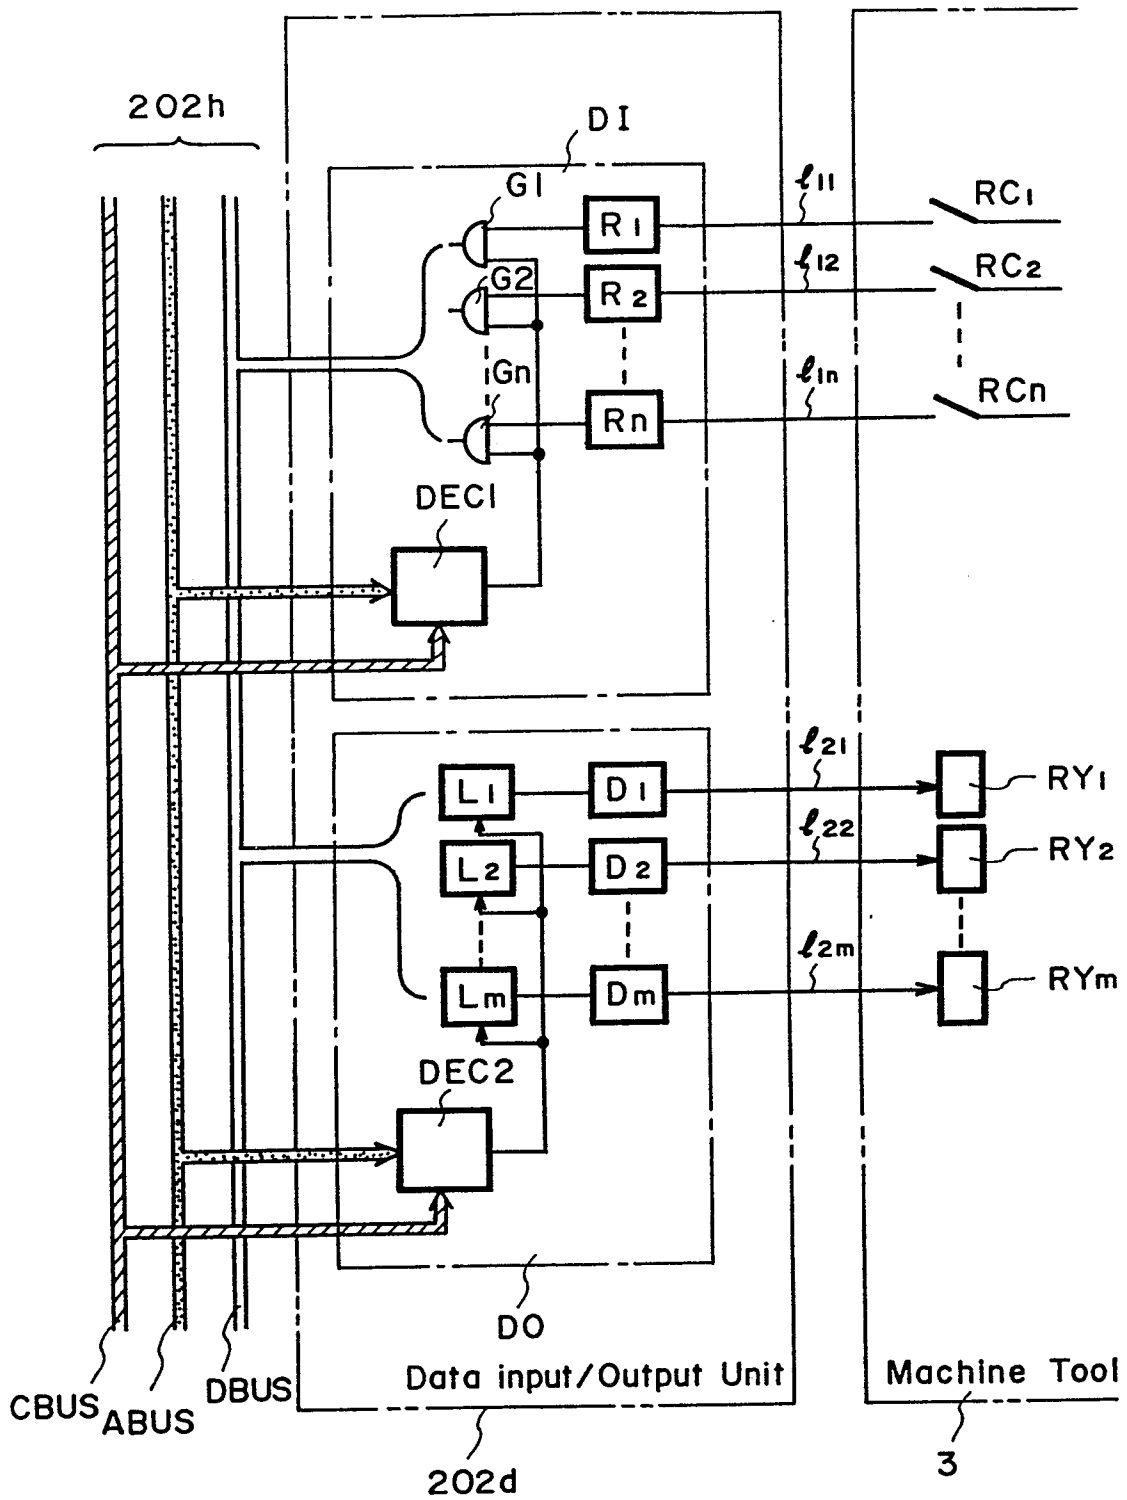 202h
DI
G1
R1
l11
RC1
G2
R2
l12
RC2
Gn
Rn
l1n
RCn
DEC1
L1
D1
l21
RY1
L2
D2
l22
RY2
Lm
Dm
l2m
RYm
DEC2
DO
CBUS
ABUS
DBUS
Data input/Output Unit
Machine Tool
202d
3